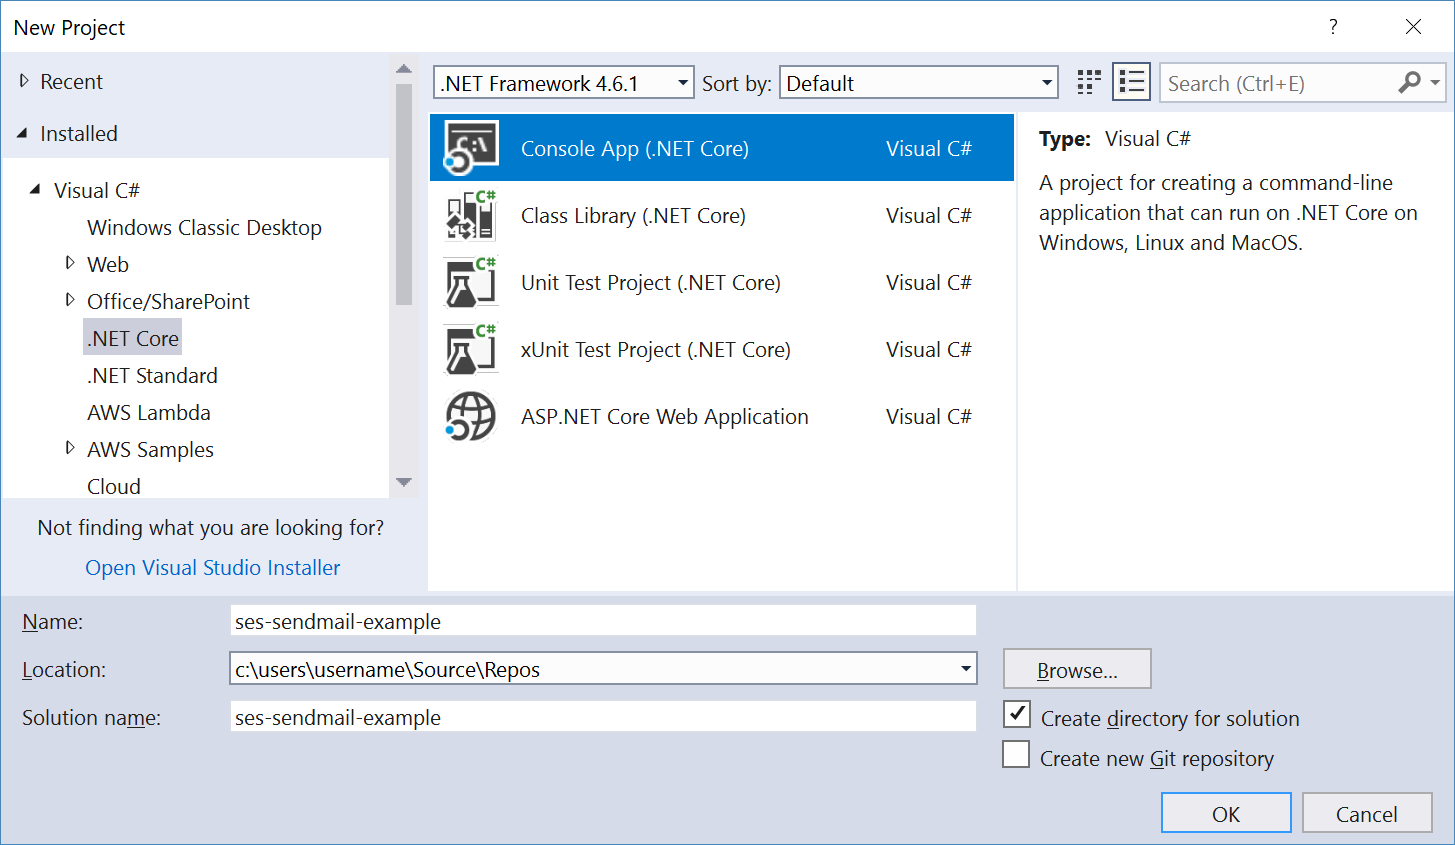 New Project
?
Recent
Installed
Visual C#
Windows Classic Desktop
Web
Office/SharePoint
.NET Core
.NET Standard
AWS Lambda
AWS Samples
Cloud
Not finding what you are looking for?
Open Visual Studio Installer
.NET Framework 4.6.1
Sort by: Default
Search (Ctrl+E)
C:\ Console App (.NET Core) Visual C#
C# Class Library (.NET Core) Visual C#
C# Unit Test Project (.NET Core) Visual C#
C# xUnit Test Project (.NET Core) Visual C#
ASP.NET Core Web Application Visual C#
Type: Visual C#
A project for creating a command-line
application that can run on .NET Core on
Windows, Linux and MacOS.
Name: ses-sendmail-example
Location: c:\users\username\Source\Repos
Browse...
Solution name: ses-sendmail-example
Create directory for solution
Create new Git repository
OK
Cancel